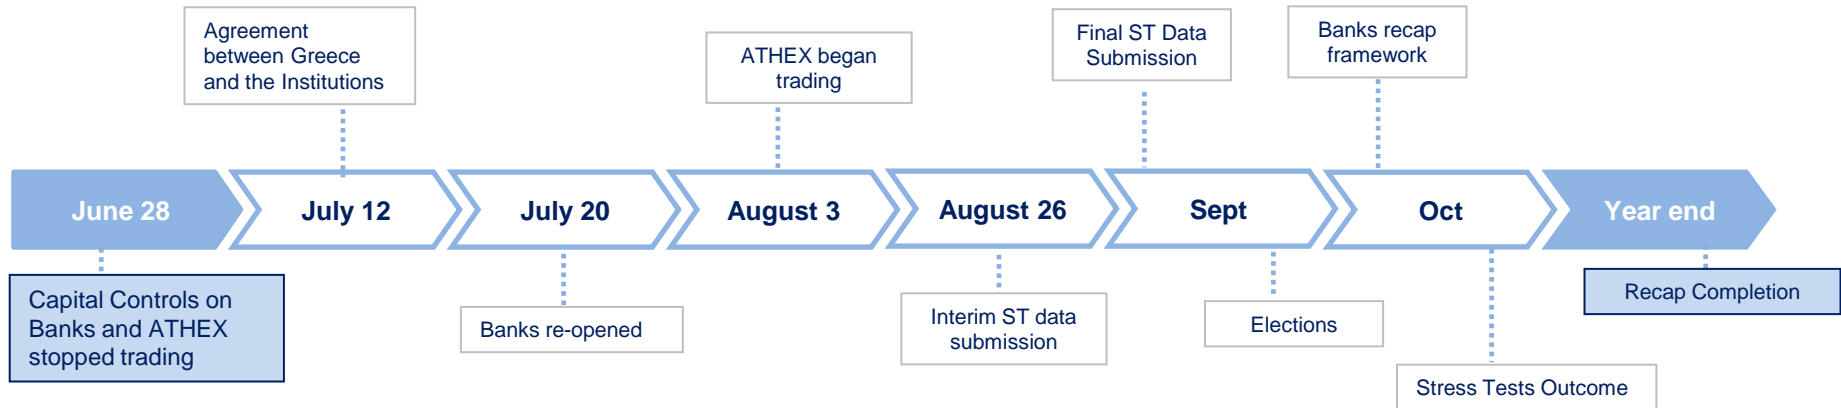 Agreement
between Greece
and the Institutions
ATHEX began
trading
Final ST Data
Submission
Banks recap
framework
June 28
July 12
July 20
August 3
August 26
Sept
Oct
Year end
Capital Controls on
Banks and ATHEX
stopped trading
Banks re-opened
Interim ST data
submission
Elections
Stress Tests Outcome
Recap Completion